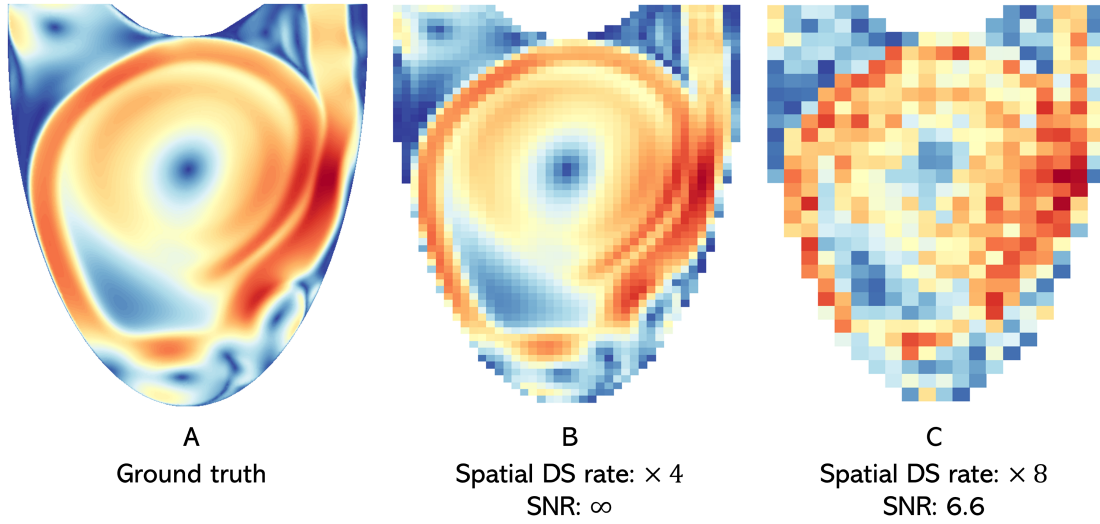 A
Ground truth
B
Spatial DS rate: × 4
SNR: ∞
C
Spatial DS rate: × 8
SNR: 6.6